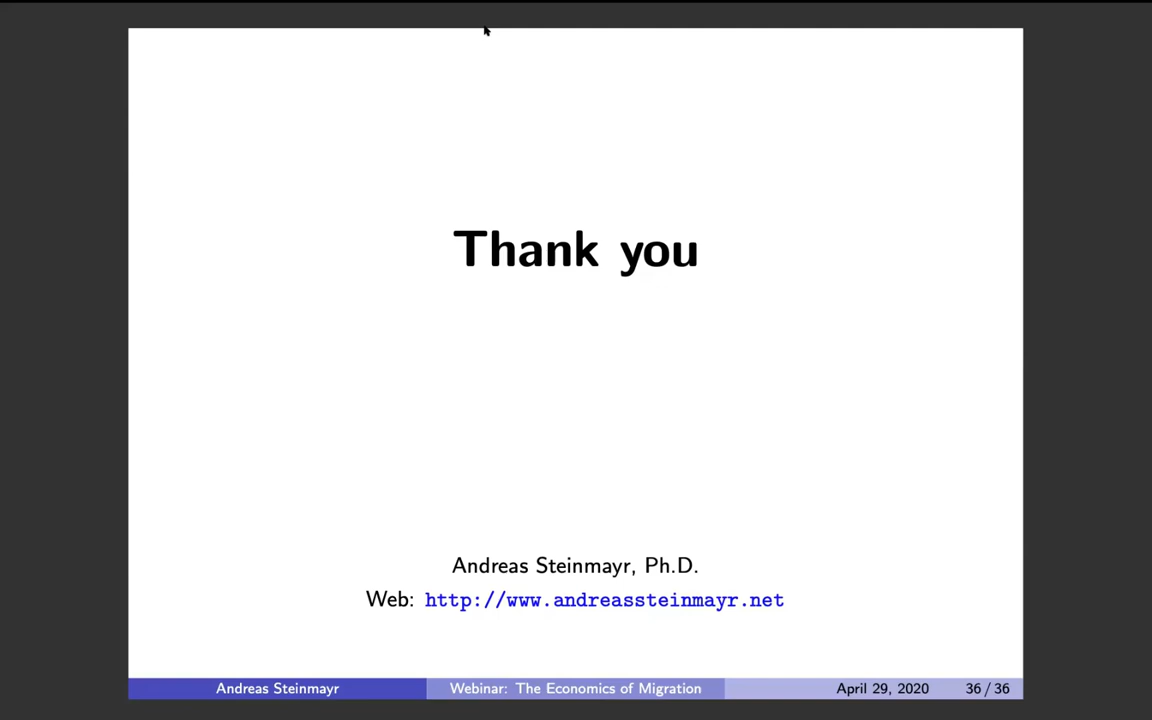 Thank you
Andreas Steinmayr, Ph.D.
Web: http://www.andreassteinmayr.net
Andreas Steinmayr Webinar: The Economics of Migration April 29, 2020 36 / 36